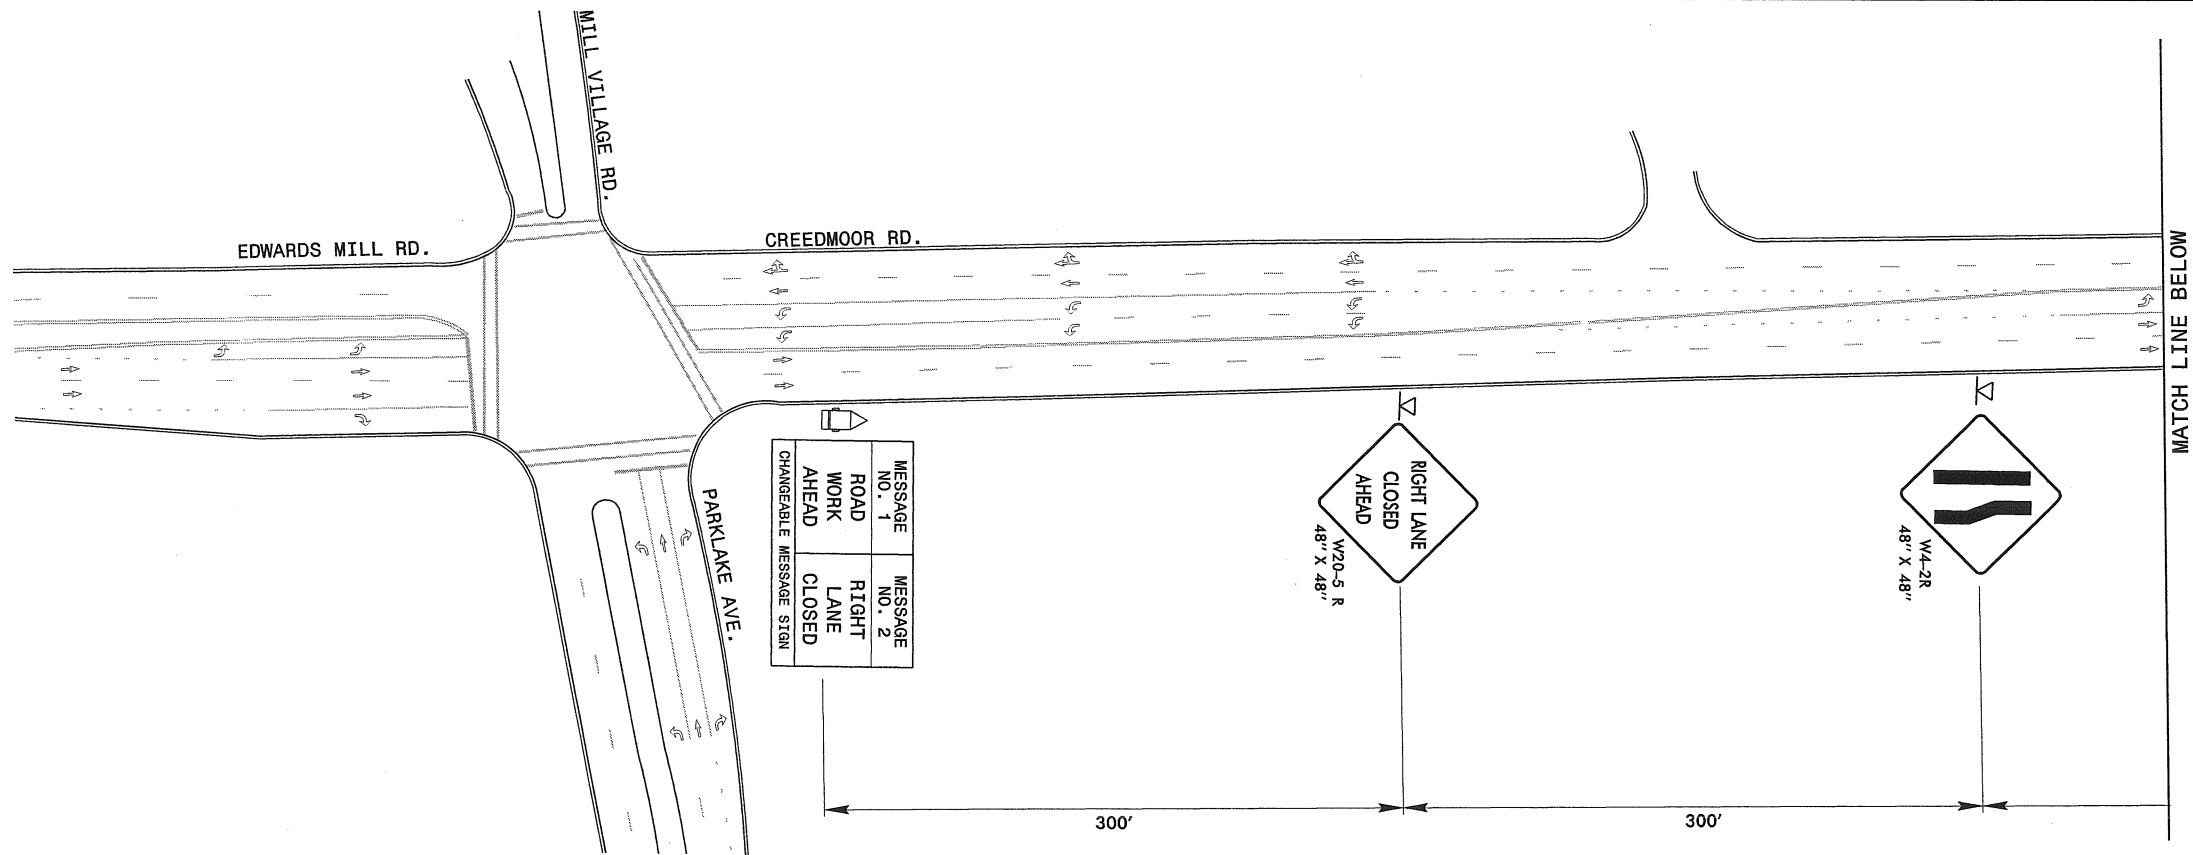 MILL VILLAGE RD.
EDWARDS MILL RD.
CREEDMOOR RD.
MATCH LINE BELOW
PARKLAKE AVE.
MESSAGE
NO. 1
ROAD
WORK
AHEAD
MESSAGE
NO. 2
RIGHT
LANE
CLOSED
CHANGEABLE MESSAGE SIGN
RIGHT LANE
CLOSED
AHEAD
W20-5 R
48" X 48"
W4-2R
48" X 48"
300'
300'